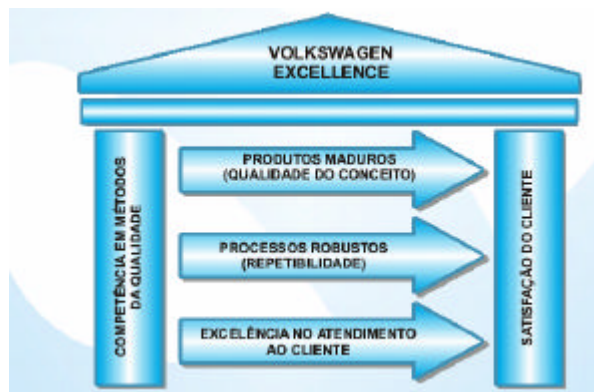 VOLKSWAGEN
EXCELLENCE
COMPETÊNCIA EM MÉTODOS
DA QUALIDADE
PRODUTOS MADUROS
(QUALIDADE DO CONCEITO)
PROCESSOS ROBUSTOS
(REPETIBILIDADE)
EXCELÊNCIA NO ATENDIMENTO
AO CLIENTE
SATISFAÇÃO DO CLIENTE